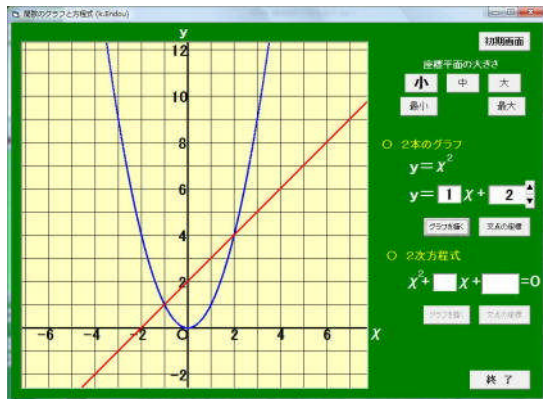 関数のグラフと方程式 (k.Endou)
y
12
10
8
6
4
2
-2
-6
-4
-2
O
2
4
6
χ
初期画面
座標平面の大きさ
小 中 大
最小 最大
○ 2本のグラフ
y=χ²
y= 1 χ+ 2
グラフを描く 交点の座標
○ 2次方程式
χ²+ χ+ =0
グラフを描く 交点の座標
終 了